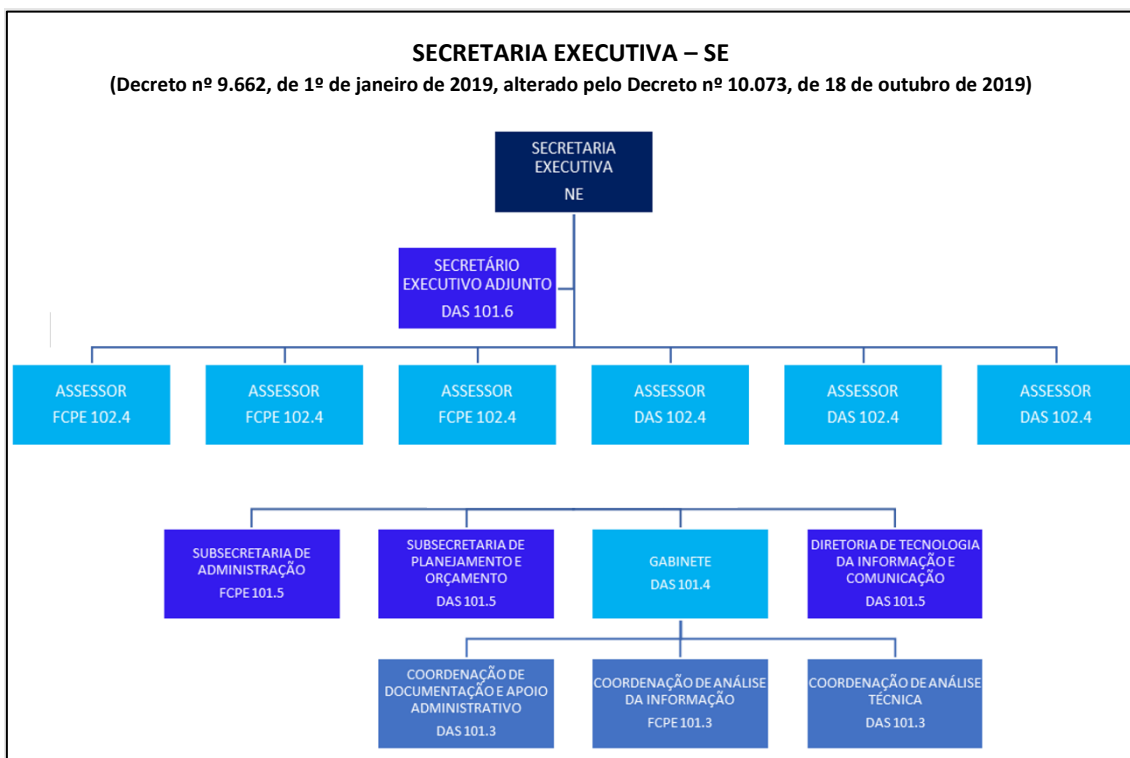 SECRETARIA EXECUTIVA – SE
(Decreto nº 9.662, de 1º de janeiro de 2019, alterado pelo Decreto nº 10.073, de 18 de outubro de 2019)
SECRETARIA
EXECUTIVA
NE
SECRETÁRIO
EXECUTIVO ADJUNTO
DAS 101.6
ASSESSOR
FCPE 102.4
ASSESSOR
FCPE 102.4
ASSESSOR
FCPE 102.4
ASSESSOR
DAS 102.4
ASSESSOR
DAS 102.4
ASSESSOR
DAS 102.4
SUBSECRETARIA DE
ADMINISTRAÇÃO
FCPE 101.5
SUBSECRETARIA DE
PLANEJAMENTO E
ORÇAMENTO
DAS 101.5
GABINETE
DAS 101.4
DIRETORIA DE TECNOLOGIA
DA INFORMAÇÃO E
COMUNICAÇÃO
DAS 101.5
COORDENAÇÃO DE
DOCUMENTAÇÃO E APOIO
ADMINISTRATIVO
DAS 101.3
COORDENAÇÃO DE ANÁLISE
DA INFORMAÇÃO
FCPE 101.3
COORDENAÇÃO DE ANÁLISE
TÉCNICA
DAS 101.3